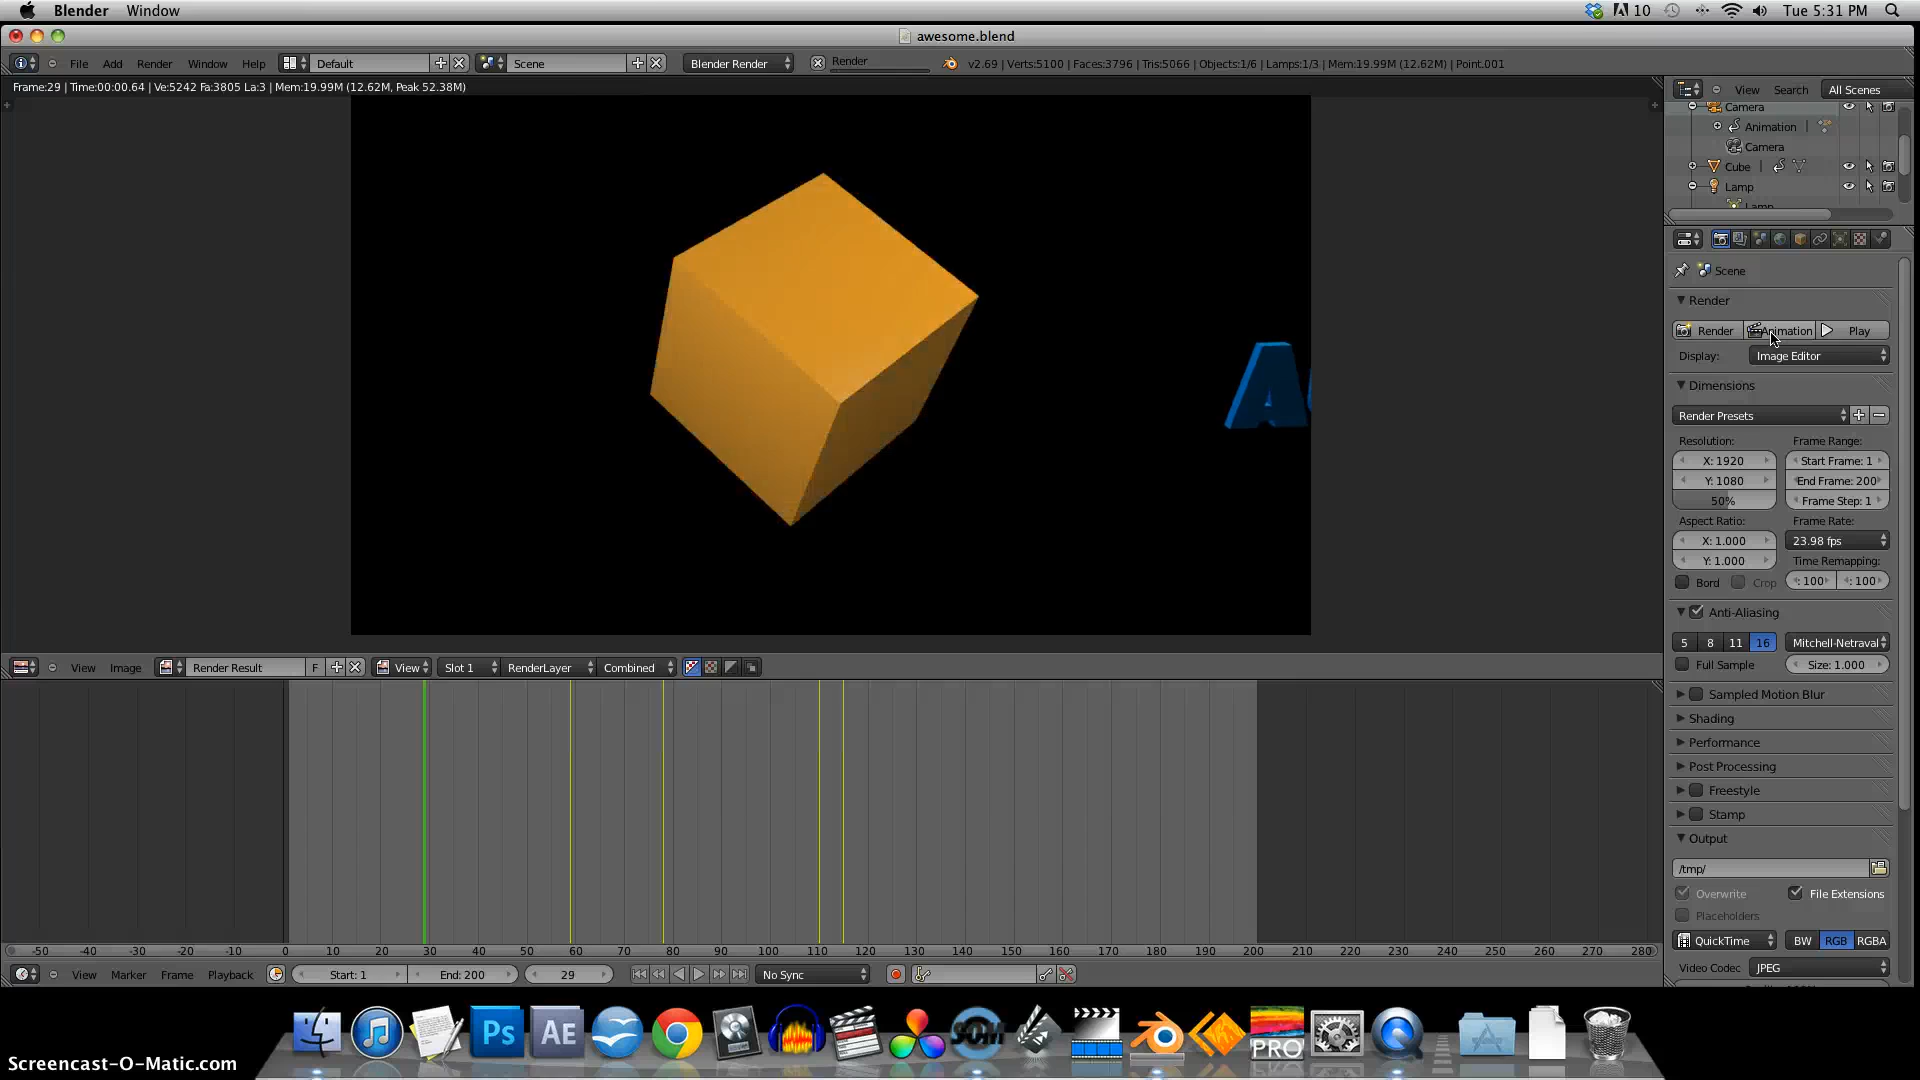 Blender Window 10 Tue 5:31 PM
awesome.blend
File Add Render Window Help Default Scene Blender Render Render v2.69 | Verts:5100 | Faces:3796 | Tris:5066 | Objects:1/6 | Lamps:1/3 | Mem:19.99M (12.62M) | Point.001
Frame:29 | Time:00:00.64 | Ve:5242 Fa:3805 La:3 | Mem:19.99M (12.62M, Peak 52.38M)
View Search All Scenes
Camera
Animation |
Camera
Cube |
Lamp
Lamp
Scene
Render
Render Animation Play
Display: Image Editor
Dimensions
Render Presets
Resolution: Frame Range:
X: 1920 Start Frame: 1
Y: 1080 End Frame: 200
50% Frame Step: 1
Aspect Ratio: Frame Rate:
X: 1.000 23.98 fps
Y: 1.000 Time Remapping:
Bord Crop : 100 : 100
Anti-Aliasing
5 8 11 16 Mitchell-Netraval
Full Sample Size: 1.000
Sampled Motion Blur
Shading
Performance
Post Processing
Freestyle
Stamp
Output
/tmp/
Overwrite File Extensions
Placeholders
QuickTime BW RGB RGBA
Video Codec JPEG
A
View Image Render Result F View Slot 1 RenderLayer Combined
-50 -40 -30 -20 -10 0 10 20 30 40 50 60 70 80 90 100 110 120 130 140 150 160 170 180 190 200 210 220 230 240 250 260 270 280
View Marker Frame Playback Start: 1 End: 200 29 No Sync
Ps AE SOM PRO
Screencast-O-Matic.com